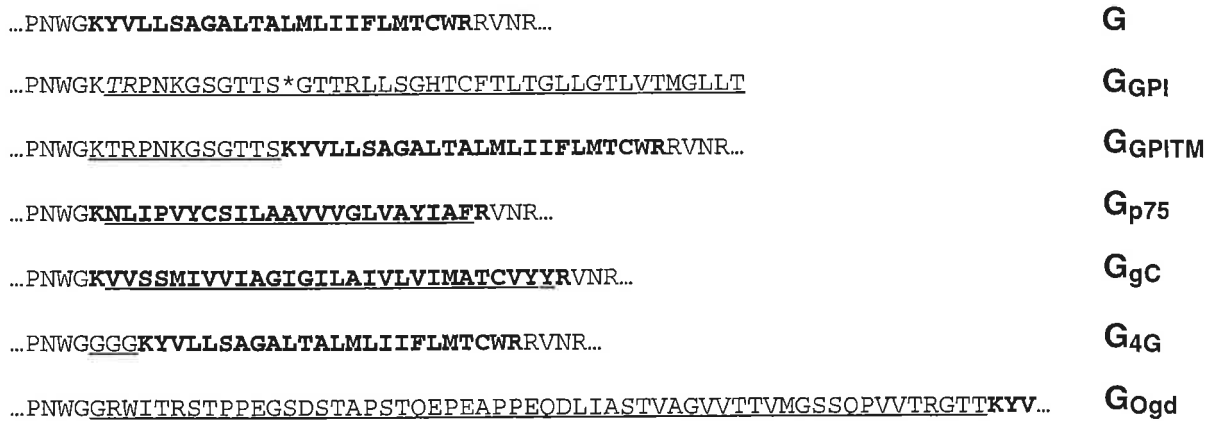 ...PNWGKYVLLSAGALTALMLIIFLMTCWRRVNR... G
...PNWGKTRPNKGSGTTS*GTTRLLSGHTCFTLTGLLGTLVTMGLLT GGPI
...PNWGKTRPNKGSGTTSKYVLLSAGALTALMLIIFLMTCWRRVNR... GGPITM
...PNWGKNLIPVYCSILAAVVVGLVAYIAFRVNR... Gp75
...PNWGKVVSSMIVVIAGIGILAIVLVIMATCVYYRVNR... GgC
...PNWGGGGKYVLLSAGALTALMLIIFLMTCWRRVNR... G4G
...PNWGGRWITRSTPPEGSDSTAPSTQEPEAPPEQDLIASTVAGVVTTVMGSSQPVVTRGTTKYV... GOgd